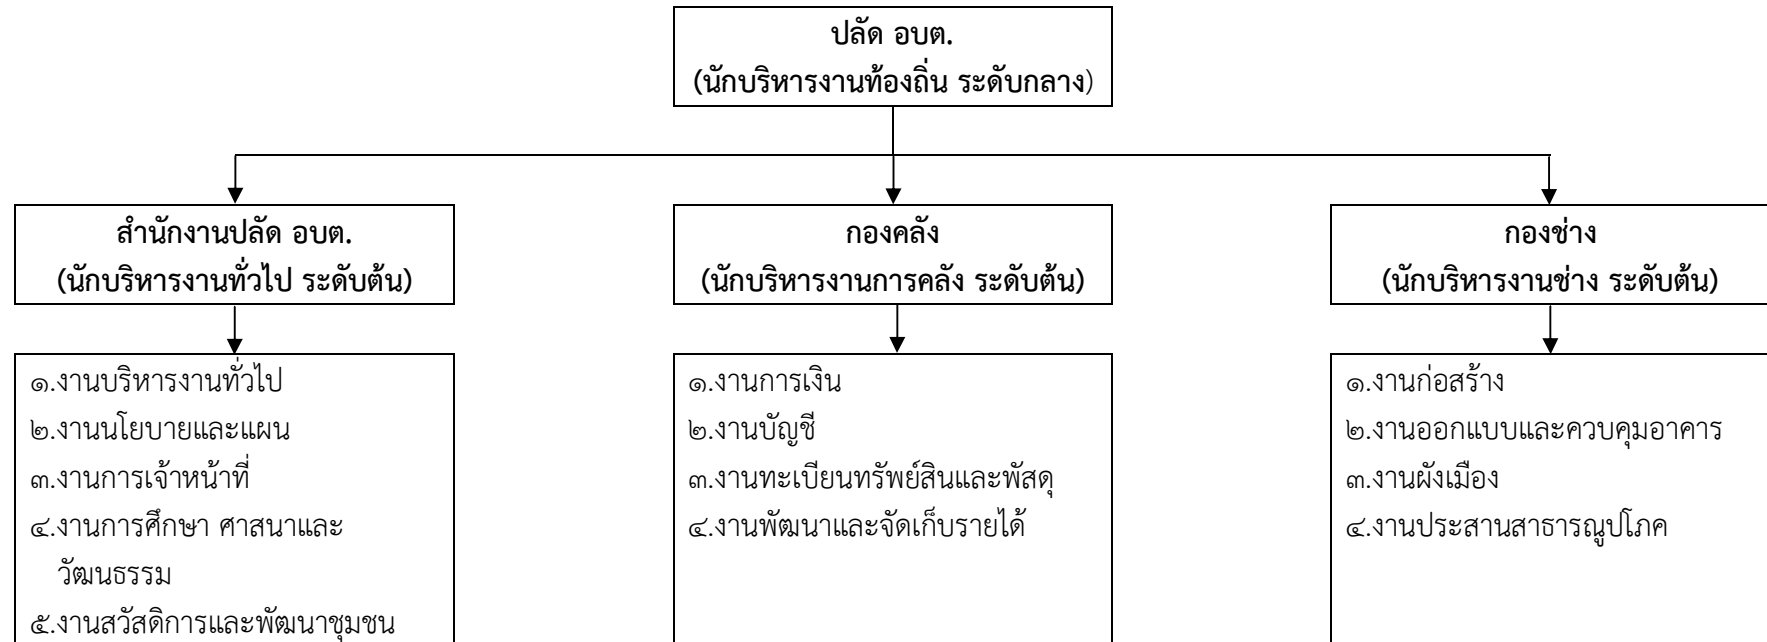 ปลัด อบต.
(นักบริหารงานท้องถิ่น ระดับกลาง)
สำนักงานปลัด อบต.
(นักบริหารงานทั่วไป ระดับต้น)
กองคลัง
(นักบริหารงานการคลัง ระดับต้น)
กองช่าง
(นักบริหารงานช่าง ระดับต้น)
๑.งานบริหารงานทั่วไป
๒.งานนโยบายและแผน
๓.งานการเจ้าหน้าที่
๔.งานการศึกษา ศาสนาและ
วัฒนธรรม
๕.งานสวัสดิการและพัฒนาชุมชน
๑.งานการเงิน
๒.งานบัญชี
๓.งานทะเบียนทรัพย์สินและพัสดุ
๔.งานพัฒนาและจัดเก็บรายได้
๑.งานก่อสร้าง
๒.งานออกแบบและควบคุมอาคาร
๓.งานผังเมือง
๔.งานประสานสาธารณูปโภค